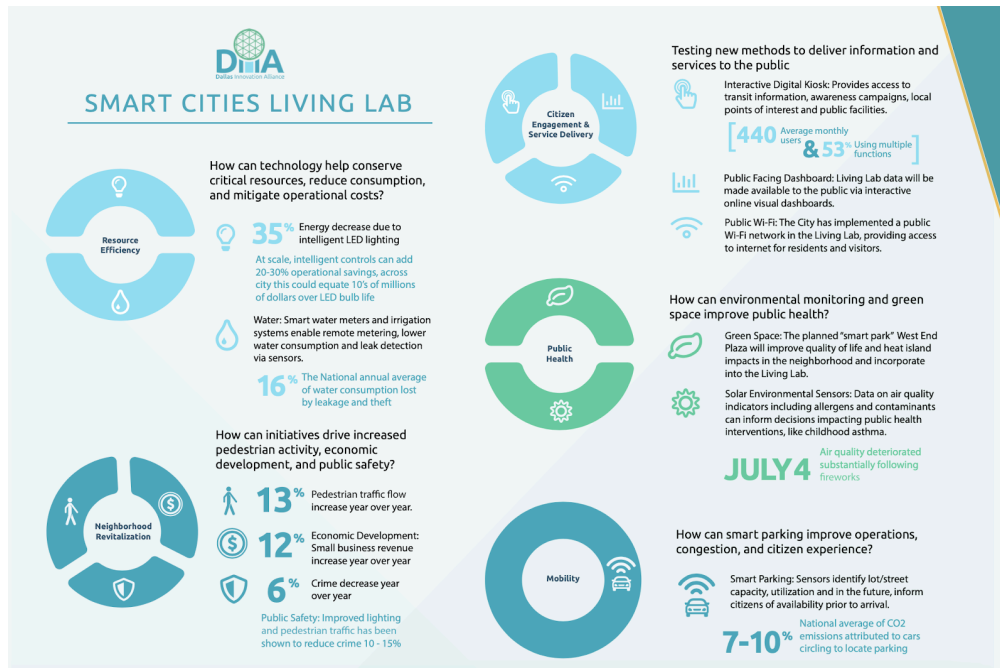 DIIA
Dallas Innovation Alliance
SMART CITIES LIVING LAB
Resource
Efficiency
How can technology help conserve
critical resources, reduce consumption,
and mitigate operational costs?
35% Energy decrease due to
intelligent LED lighting
At scale, intelligent controls can add
20-30% operational savings, across
city this could equate 10's of millions
of dollars over LED bulb life
Water: Smart water meters and irrigation
systems enable remote metering, lower
water consumption and leak detection
via sensors.
16% The National annual average
of water consumption lost
by leakage and theft
Neighborhood
Revitalization
How can initiatives drive increased
pedestrian activity, economic
development, and public safety?
13% Pedestrian traffic flow
increase year over year.
12% Economic Development:
Small business revenue
increase year over year
6% Crime decrease year
over year
Public Safety: Improved lighting
and pedestrian traffic has been
shown to reduce crime 10 - 15%
Citizen
Engagement &
Service Delivery
Testing new methods to deliver information and
services to the public
Interactive Digital Kiosk: Provides access to
transit information, awareness campaigns, local
points of interest and public facilities.
[440 Average monthly
users & 53% Using multiple
functions]
Public Facing Dashboard: Living Lab data will be
made available to the public via interactive
online visual dashboards.
Public Wi-Fi: The City has implemented a public
Wi-Fi network in the Living Lab, providing access
to internet for residents and visitors.
Public
Health
How can environmental monitoring and green
space improve public health?
Green Space: The planned "smart park" West End
Plaza will improve quality of life and heat island
impacts in the neighborhood and incorporate
into the Living Lab.
Solar Environmental Sensors: Data on air quality
indicators including allergens and contaminants
can inform decisions impacting public health
interventions, like childhood asthma.
JULY4 Air quality deteriorated
substantially following
fireworks
Mobility
How can smart parking improve operations,
congestion, and citizen experience?
Smart Parking: Sensors identify lot/street
capacity, utilization and in the future, inform
citizens of availability prior to arrival.
7-10% National average of CO2
emissions attributed to cars
circling to locate parking